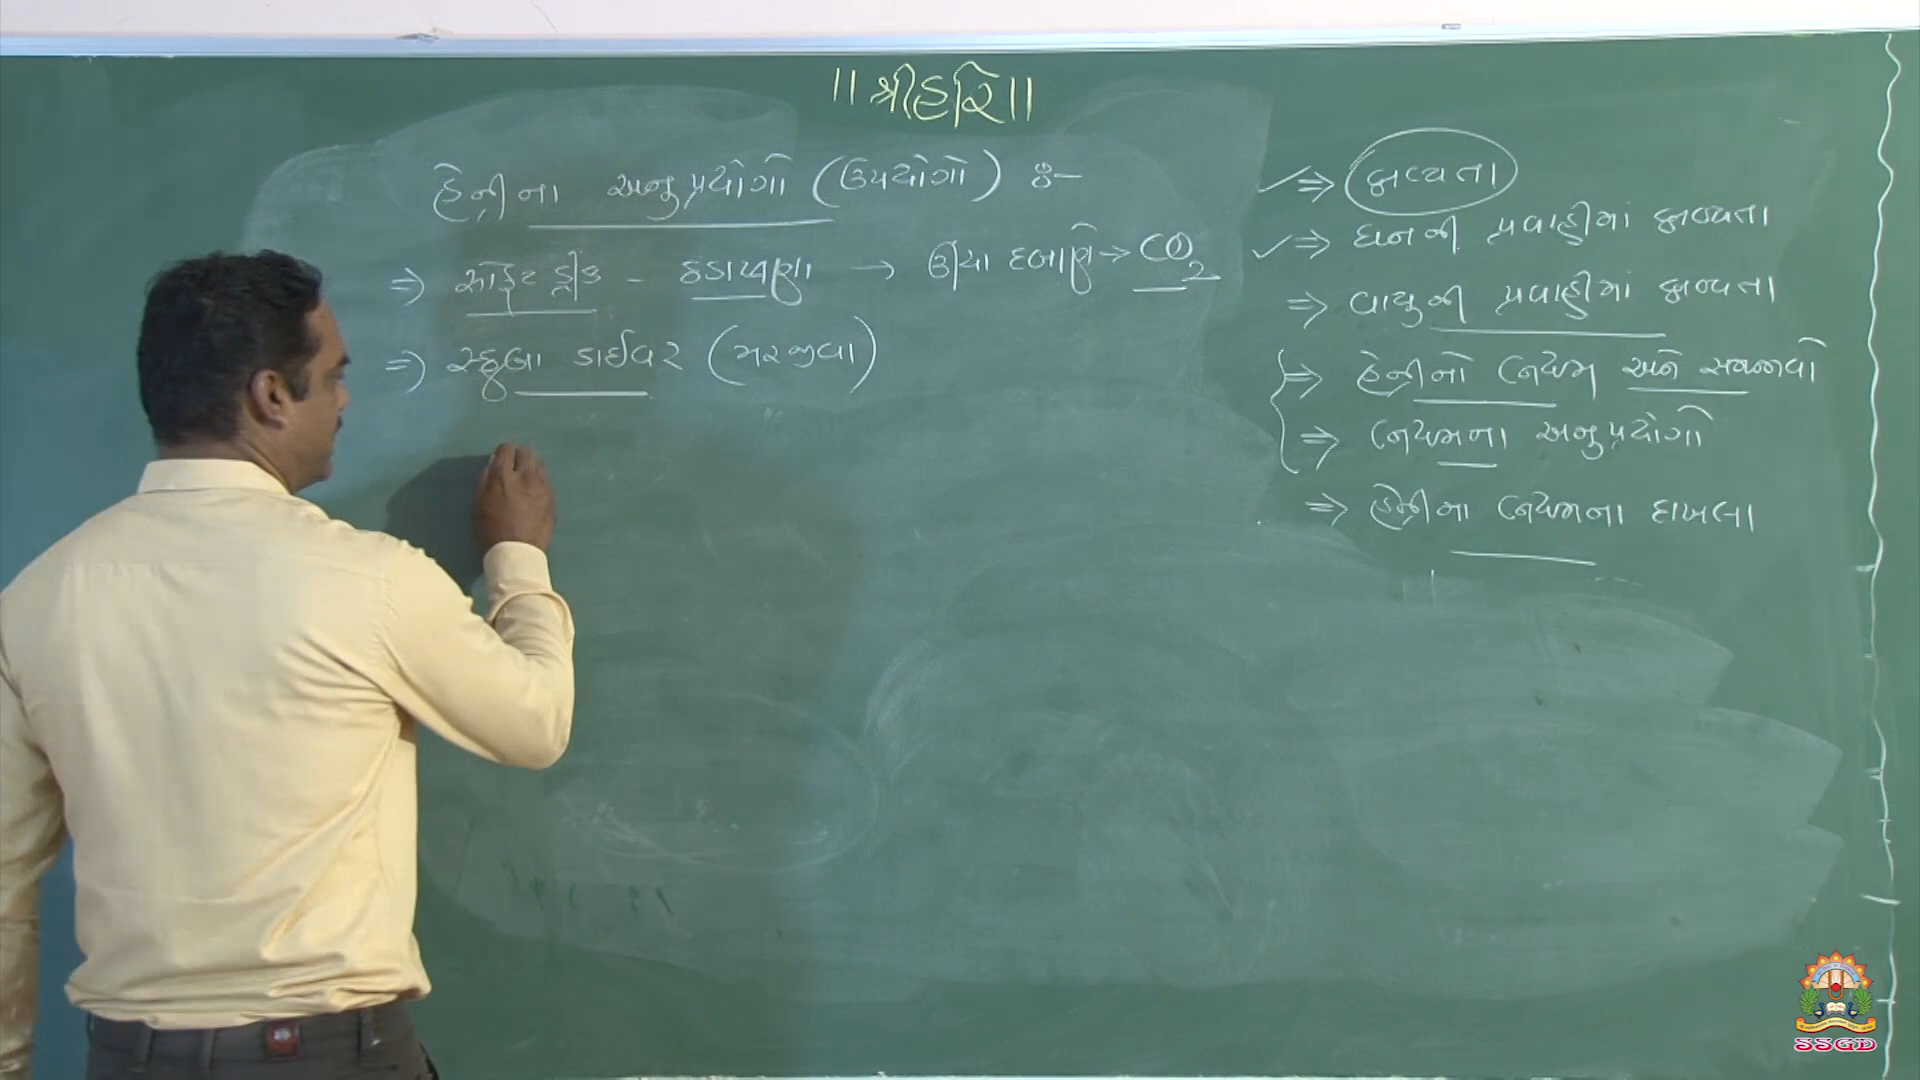 ॥ શ્રીહરિ ॥
હેન્રીના અનુપ્રયોગો (ઉપયોગો) :-
⇒ સોફ્ટ ડ્રીંક - ઠંડાપીણા → ઊંચા દબાણે → CO₂
⇒ સ્કુબા ડાઈવર (મરજીવા)
✓ ⇒ દ્રાવ્યતા
✓ ⇒ ઘનની પ્રવાહીમાં દ્રાવ્યતા
⇒ વાયુની પ્રવાહીમાં દ્રાવ્યતા
⇒ હેન્રીનો નિયમ અને સમજાવો
⇒ નિયમના અનુપ્રયોગો
⇒ હેન્રીના નિયમના દાખલા
SSGD